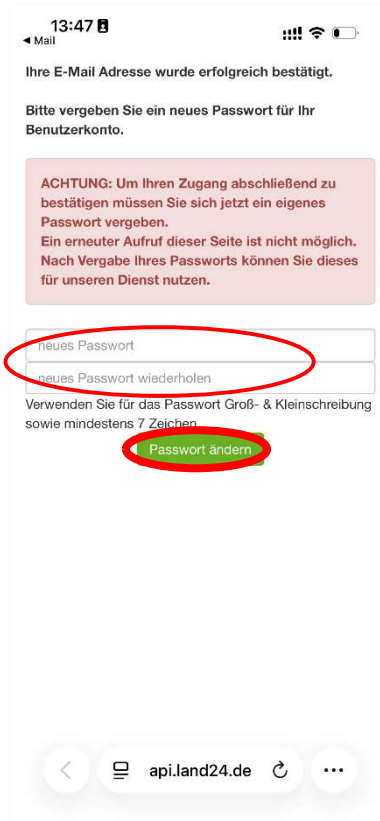 13:47
◄ Mail
Ihre E-Mail Adresse wurde erfolgreich bestätigt.
Bitte vergeben Sie ein neues Passwort für Ihr
Benutzerkonto.
ACHTUNG: Um Ihren Zugang abschließend zu
bestätigen müssen Sie sich jetzt ein eigenes
Passwort vergeben.
Ein erneuter Aufruf dieser Seite ist nicht möglich.
Nach Vergabe Ihres Passworts können Sie dieses
für unseren Dienst nutzen.
neues Passwort
neues Passwort wiederholen
Verwenden Sie für das Passwort Groß- & Kleinschreibung
sowie mindestens 7 Zeichen
Passwort ändern
api.land24.de